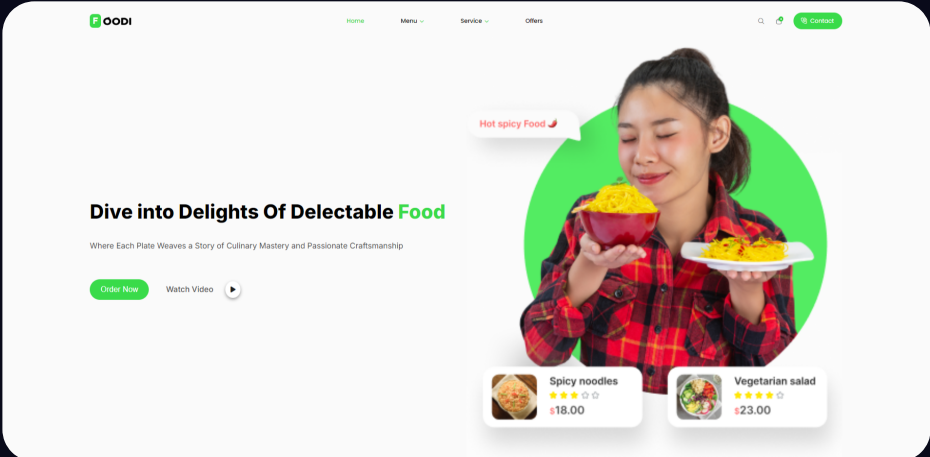 FOODI
Home
Menu
Service
Offers
Contact
Hot spicy Food
Dive into Delights Of Delectable Food
Where Each Plate Weaves a Story of Culinary Mastery and Passionate Craftsmanship
Order Now
Watch Video
Spicy noodles
$18.00
Vegetarian salad
$23.00